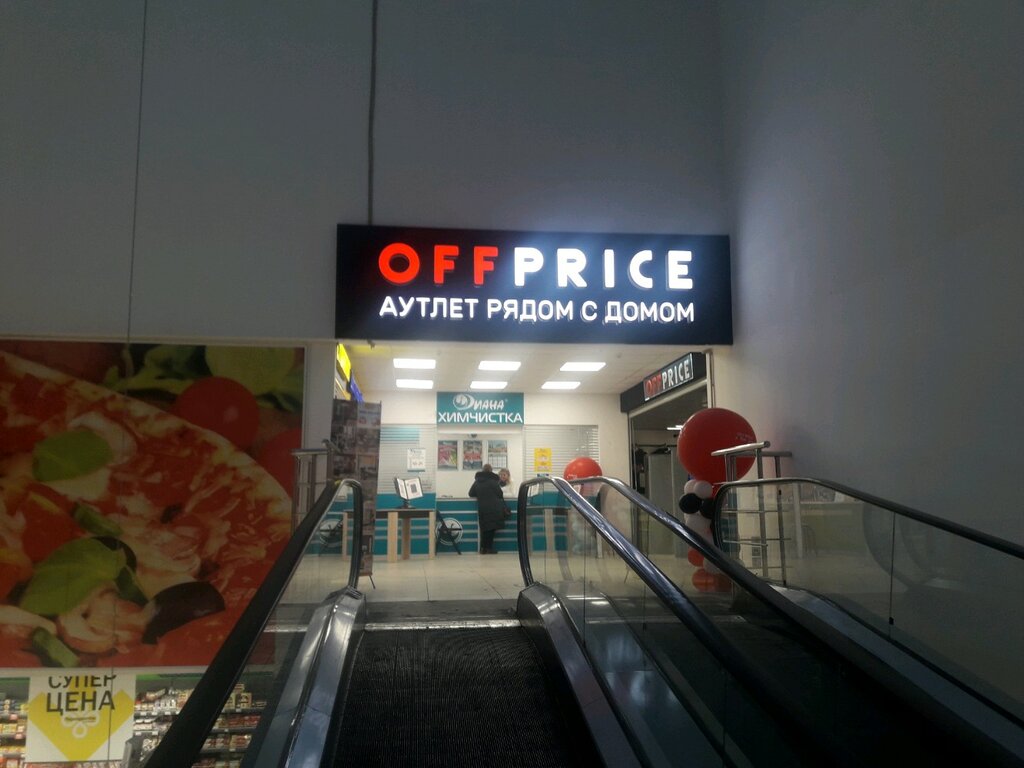 OFFPRICE
АУТЛЕТ РЯДОМ С ДОМОМ
OFFPRICE
Диана
ХИМЧИСТКА
СУПЕР
ЦЕНА